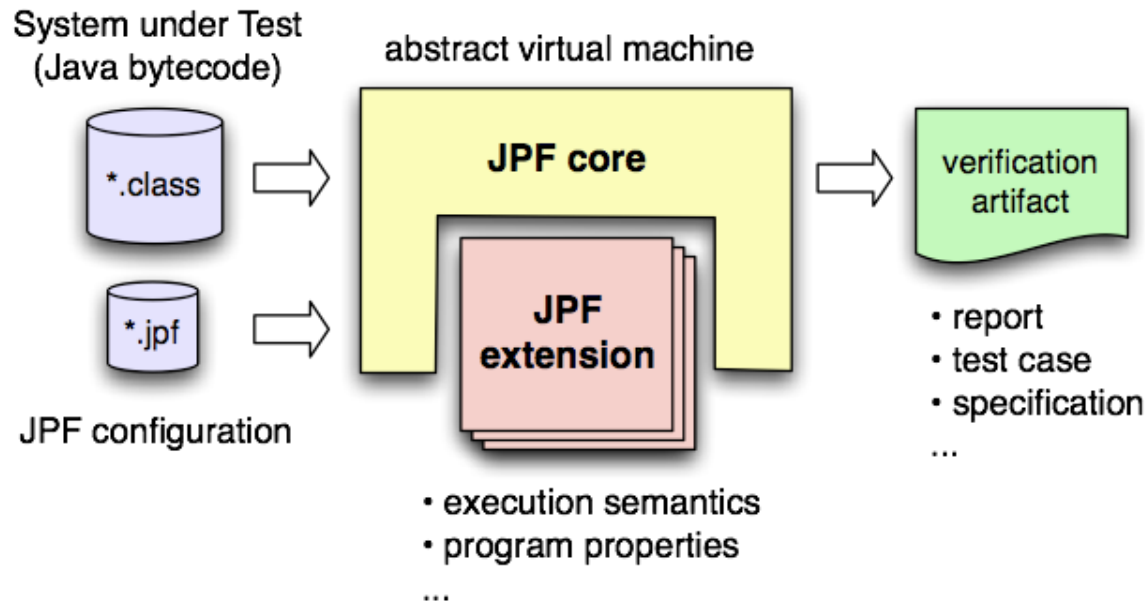 System under Test
(Java bytecode)
abstract virtual machine
*.class
JPF core
verification
artifact
*.jpf
JPF
extension
JPF configuration
• report
• test case
• specification
...
• execution semantics
• program properties
...